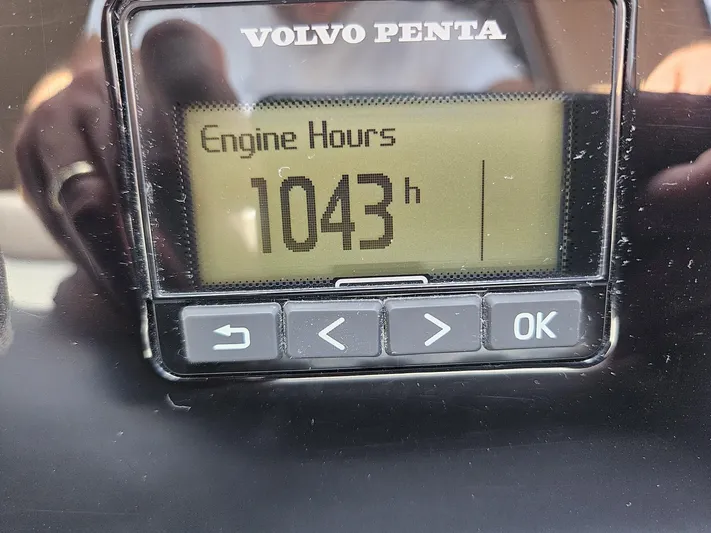 VOLVO PENTA
Engine Hours
1043 h
OK